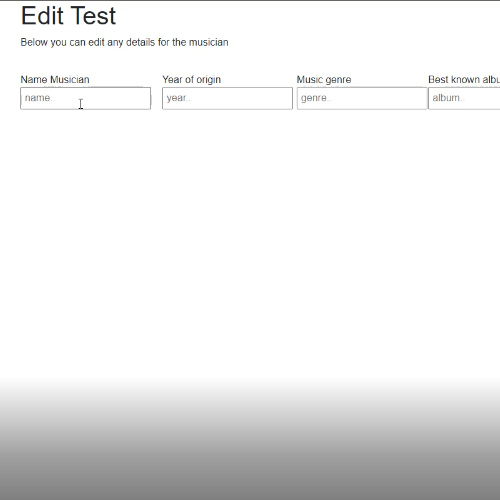 Edit Test
Below you can edit any details for the musician
Name Musician Year of origin Music genre Best known albu
name.. year.. genre.. album..